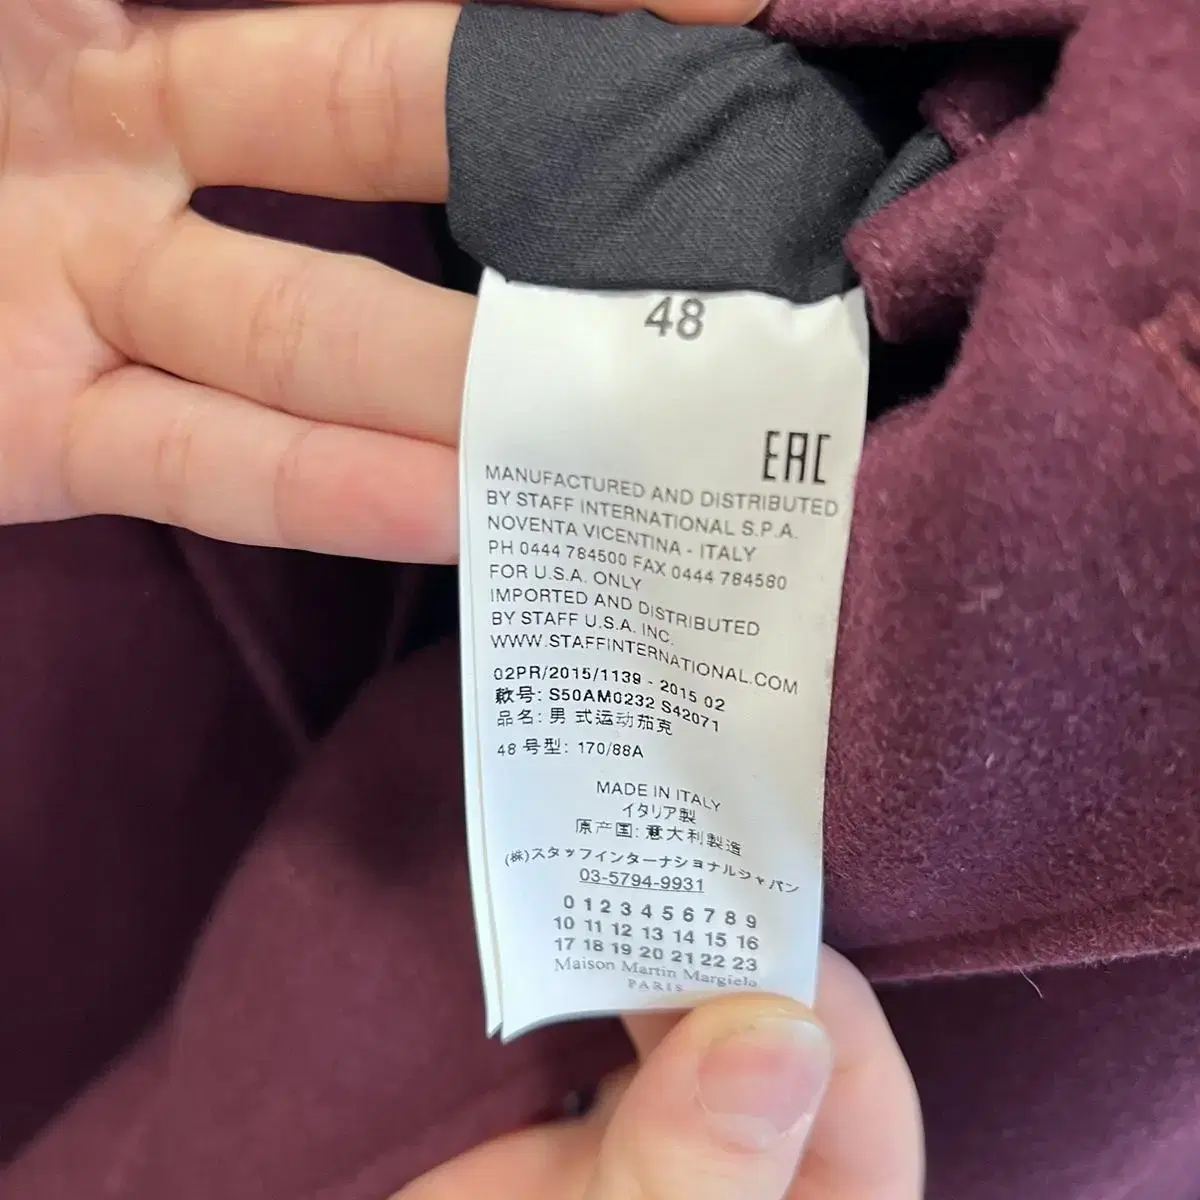 48
EAC
MANUFACTURED AND DISTRIBUTED
BY STAFF INTERNATIONAL S.P.A.
NOVENTA VICENTINA - ITALY
PH 0444 784500 FAX 0444 784580
FOR U.S.A. ONLY
IMPORTED AND DISTRIBUTED
BY STAFF U.S.A. INC.
WWW.STAFFINTERNATIONAL.COM
02PR/2015/1139 - 2015 02
款号: S50AM0232 S42071
品名: 男 式运动茄克
48 号型: 170/88A
MADE IN ITALY
イタリア製
原产国: 意大利製造
(株)スタッフインターナショナルジャパン
03-5794-9931
0 1 2 3 4 5 6 7 8 9
10 11 12 13 14 15 16
17 18 19 20 21 22 23
Maison Martin Margiela
PARIS